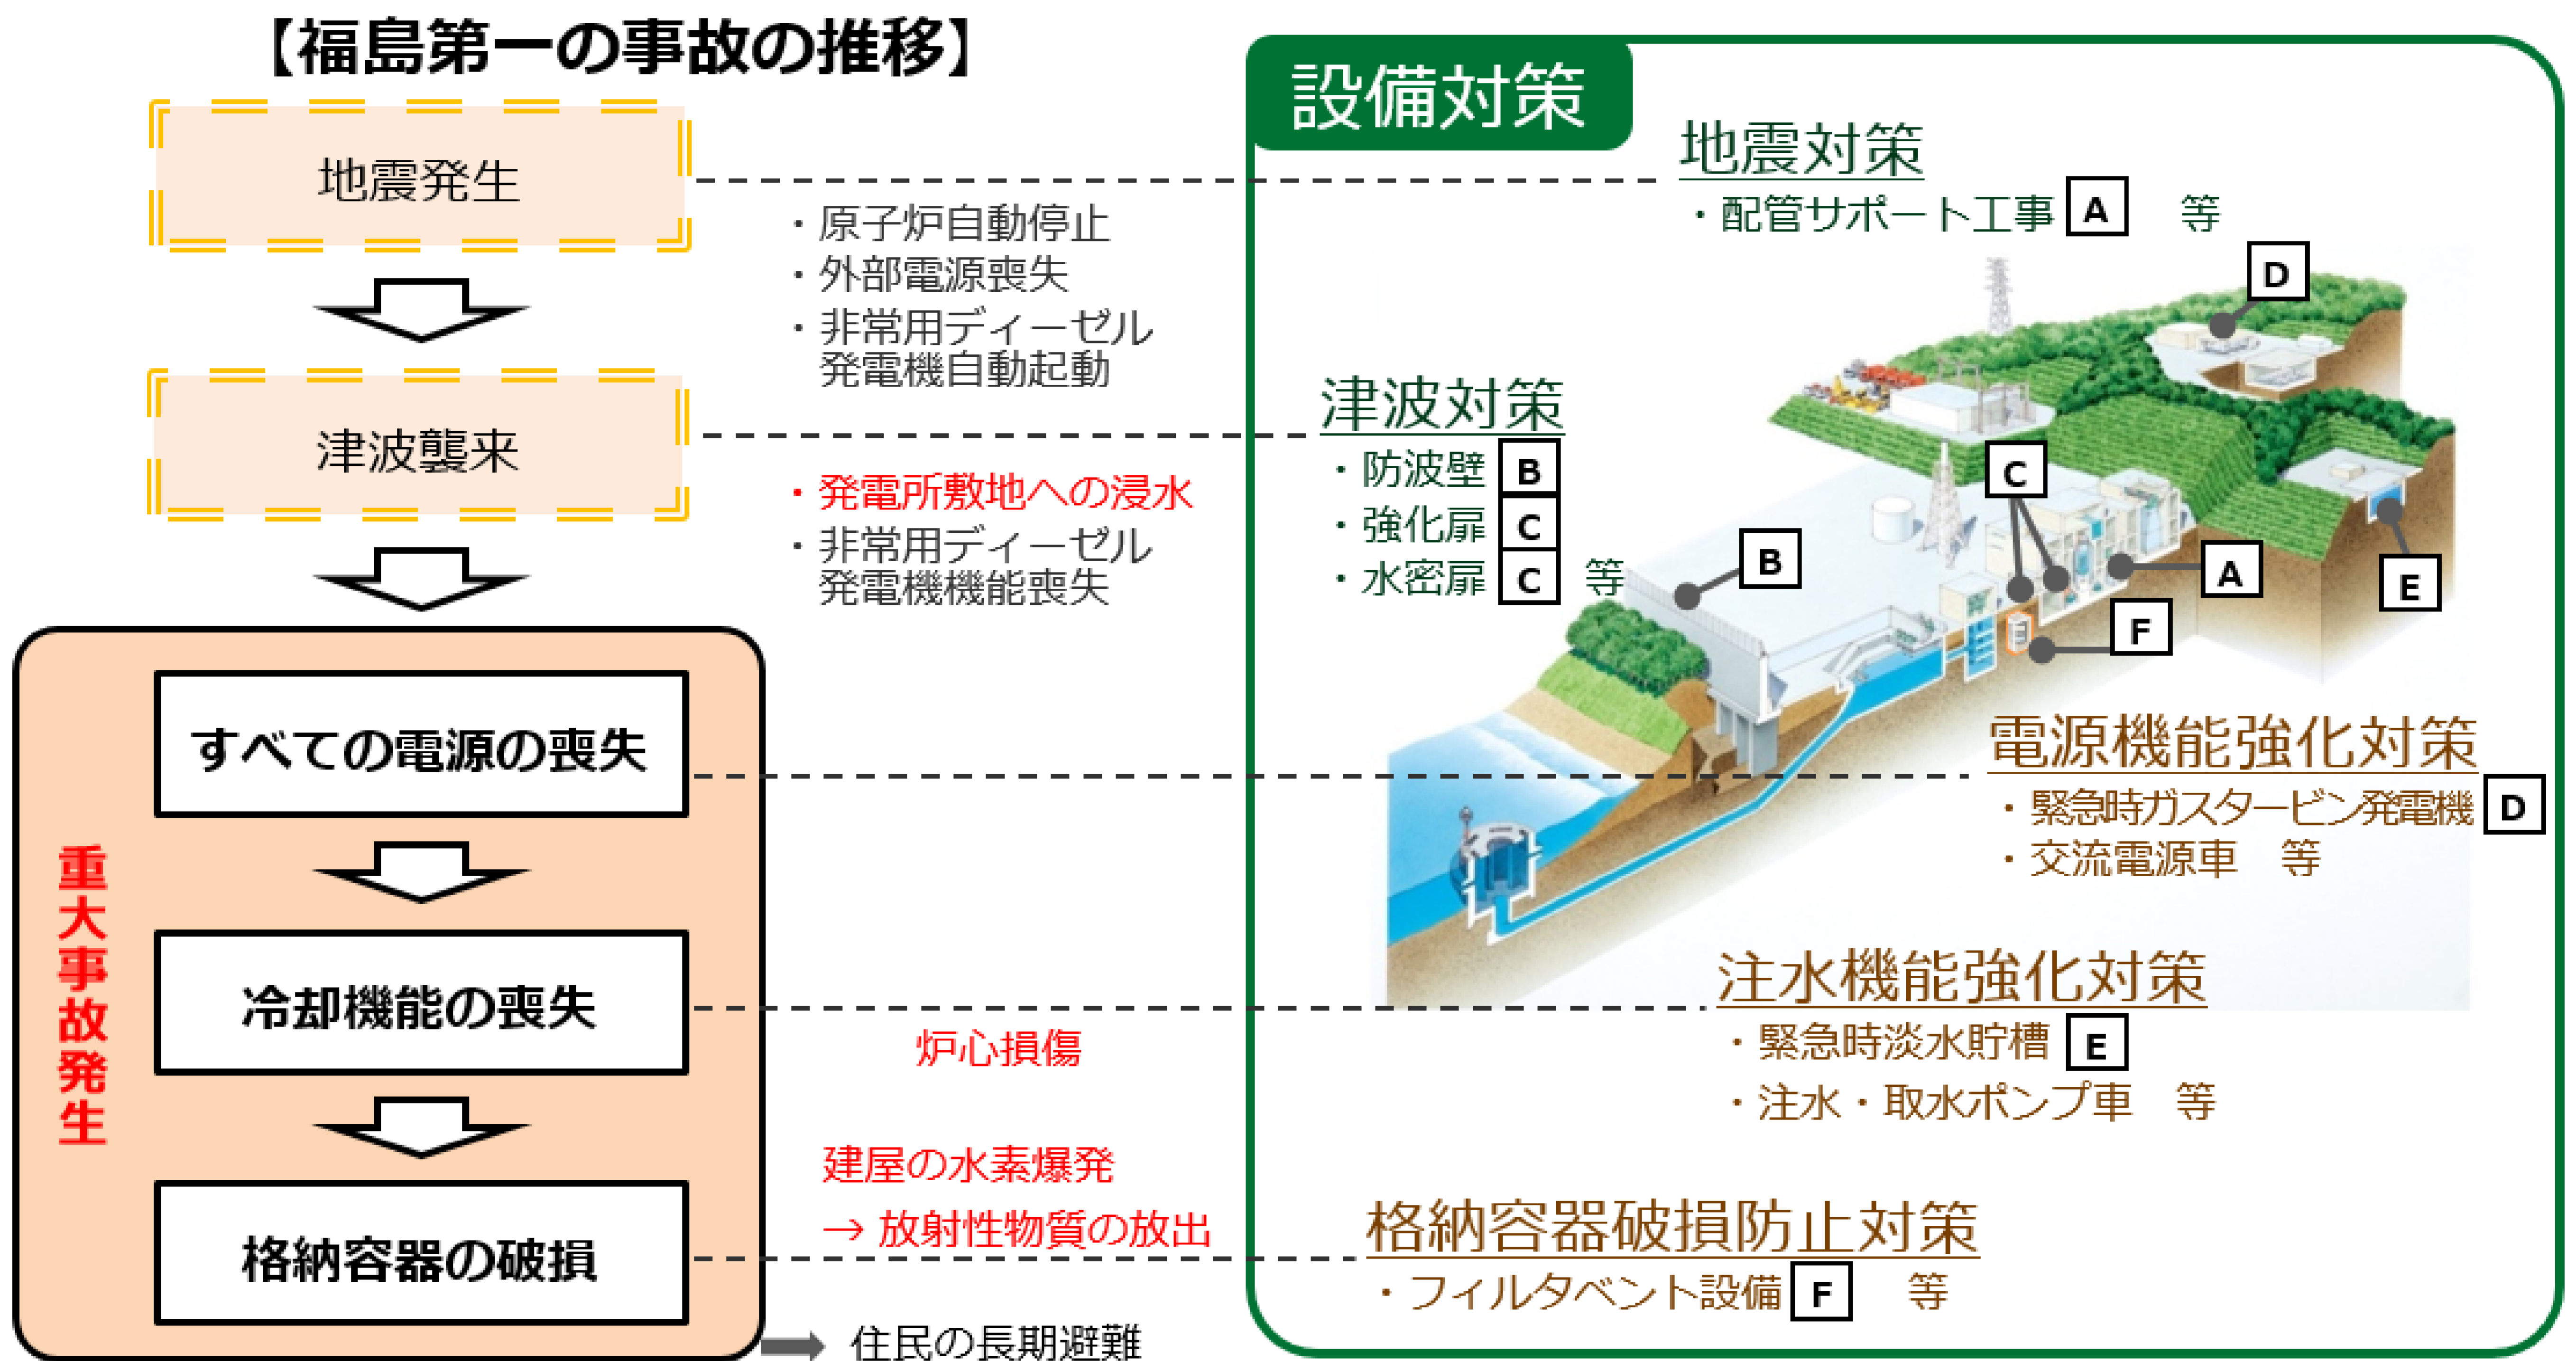 【福島第一の事故の推移】
地震発生
・原子炉自動停止
・外部電源喪失
・非常用ディーゼル
発電機自動起動
津波襲来
・発電所敷地への浸水
・非常用ディーゼル
発電機機能喪失
重大事故発生
すべての電源の喪失
冷却機能の喪失
炉心損傷
建屋の水素爆発
→ 放射性物質の放出
格納容器の破損
住民の長期避難
設備対策
地震対策
・配管サポート工事 A 等
津波対策
・防波壁 B
・強化扉 C
・水密扉 C 等
D
C
B
A
E
F
電源機能強化対策
・緊急時ガスタービン発電機 D
・交流電源車 等
注水機能強化対策
・緊急時淡水貯槽 E
・注水・取水ポンプ車 等
格納容器破損防止対策
・フィルタベント設備 F 等